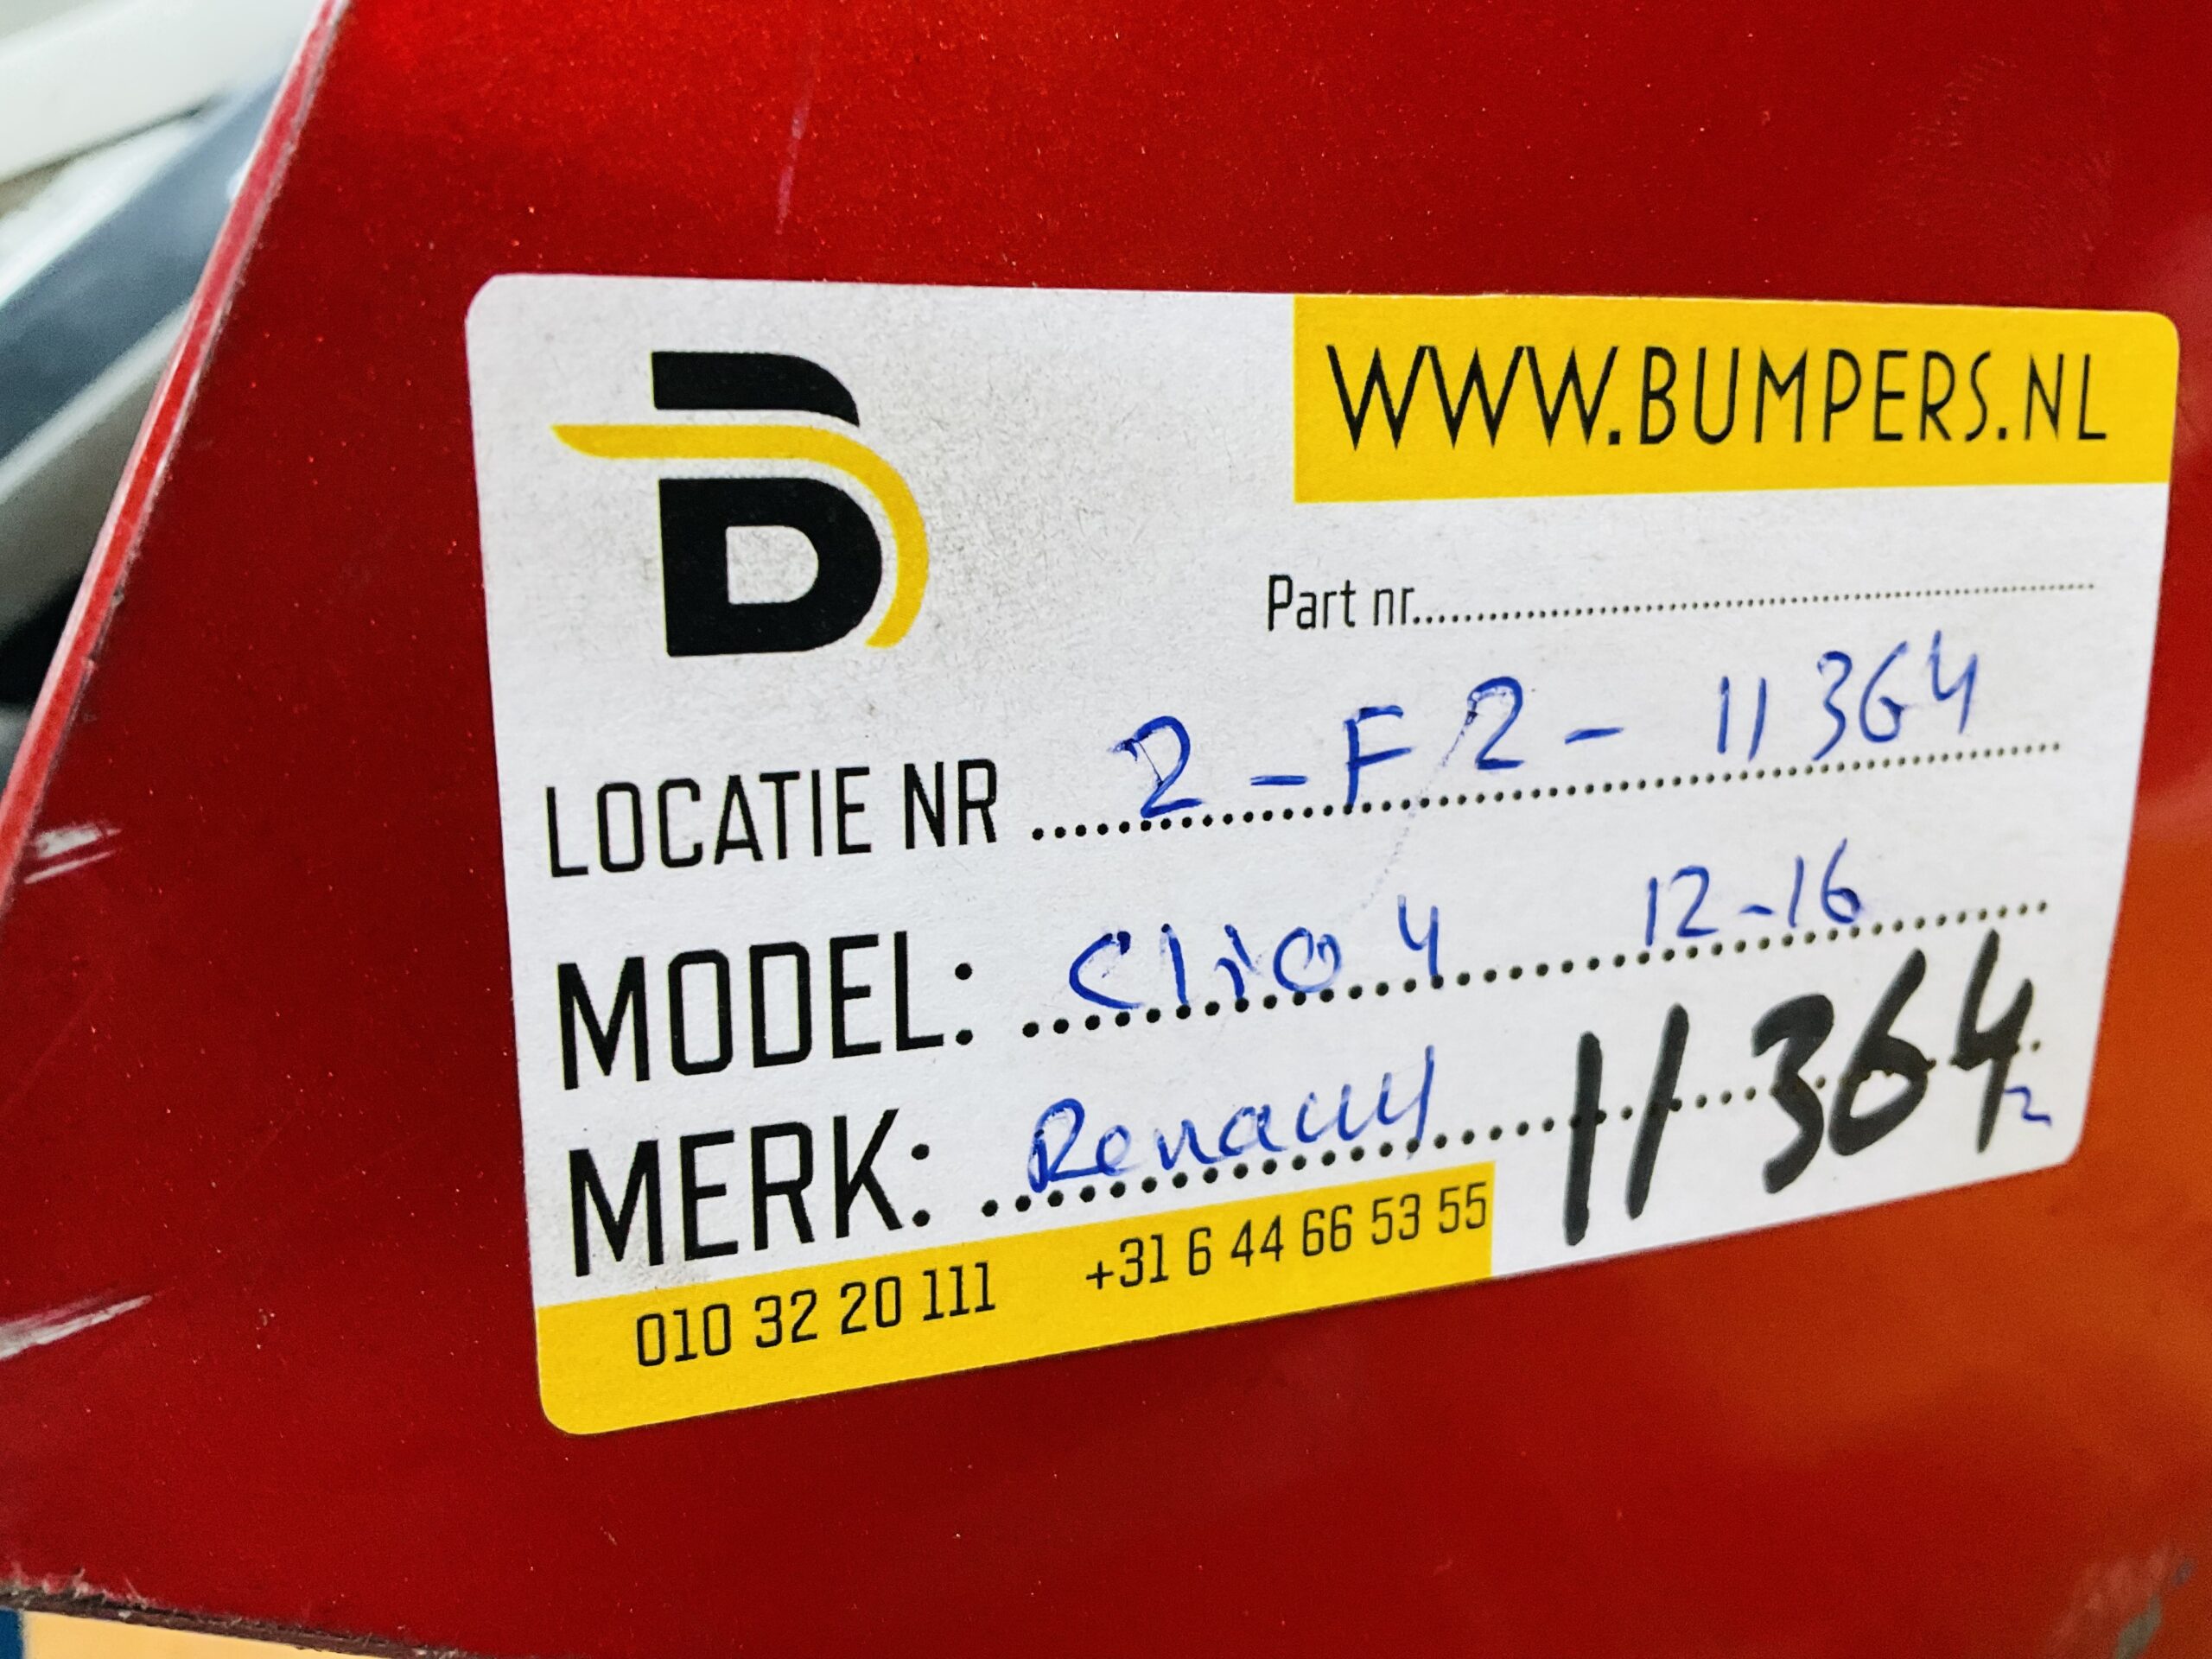 WWW.BUMPERS.NL
Part nr..........
LOCATIE NR 2-F2-11364
MODEL: Clio 4 12-16
MERK: Renault 11364
2
010 32 20 111 +31 6 44 66 53 55